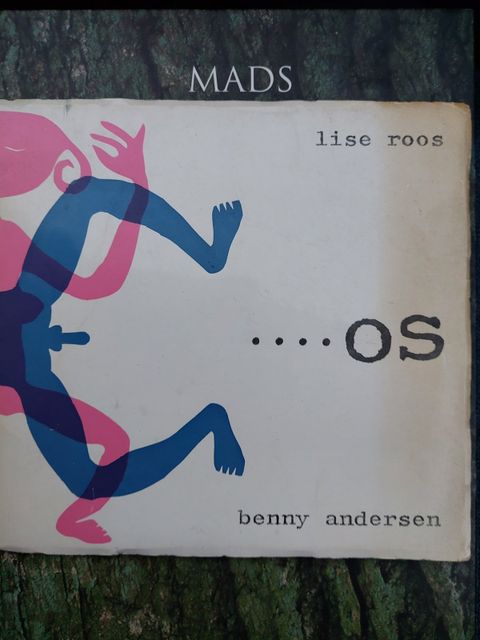 MADS
lise roos
....os
benny andersen